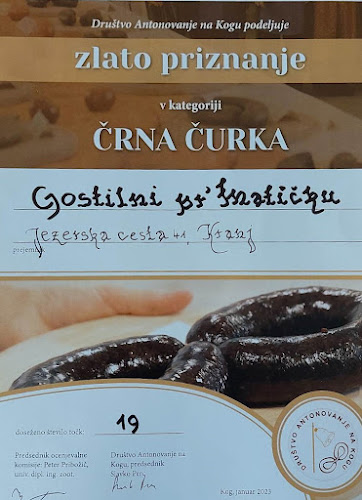 Društvo Antonovanje na Kogu podeljuje
zlato priznanje
v kategoriji
ČRNA ČURKA
Gostilni pr'Matičku
Jezerska cesta 41, Kranj
doseženo število točk: 19
Predsednik ocenjevalne
komisije: Peter Pribožič,
univ. dipl. ing. zoot.
Društvo Antonovanje na
Kogu, predsednik
Slavko
Kog, januar 2023
DRUŠTVO ANTONOVANJE NA KOGU